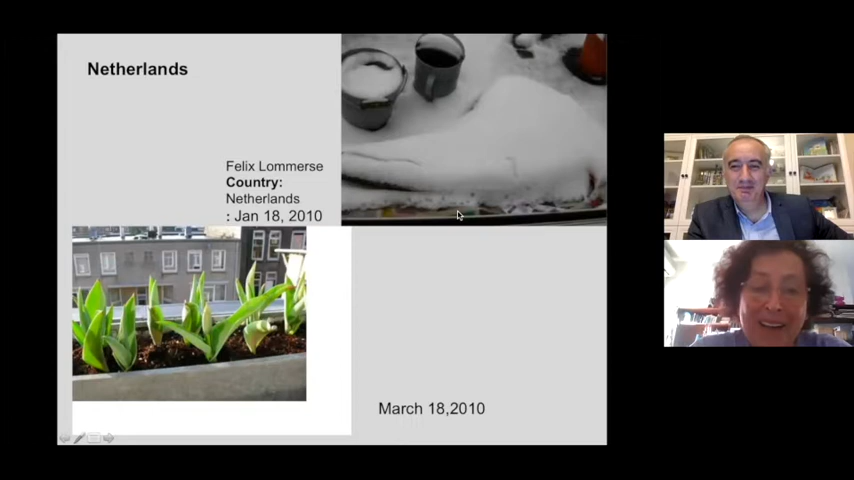 Netherlands
Felix Lommerse
Country:
Netherlands
: Jan 18, 2010
March 18,2010